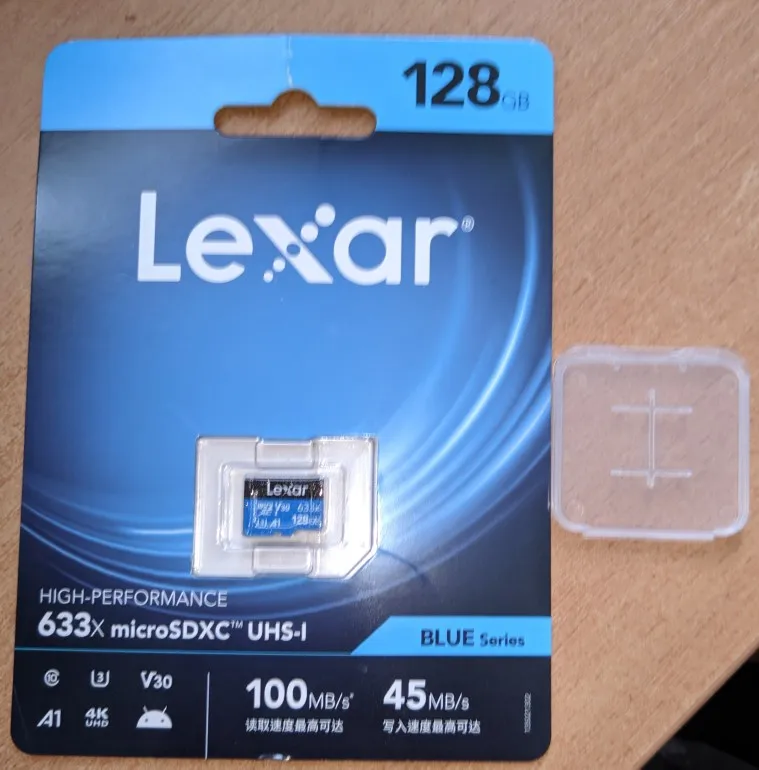 128GB
Lexar®
Lexar
V30 633x
A1 128GB
HIGH-PERFORMANCE
633x microSDXC™ UHS-I
BLUE Series
10 U3 V30
A1 4K UHD
100MB/s*
读取速度最高可达
45MB/s
写入速度最高可达